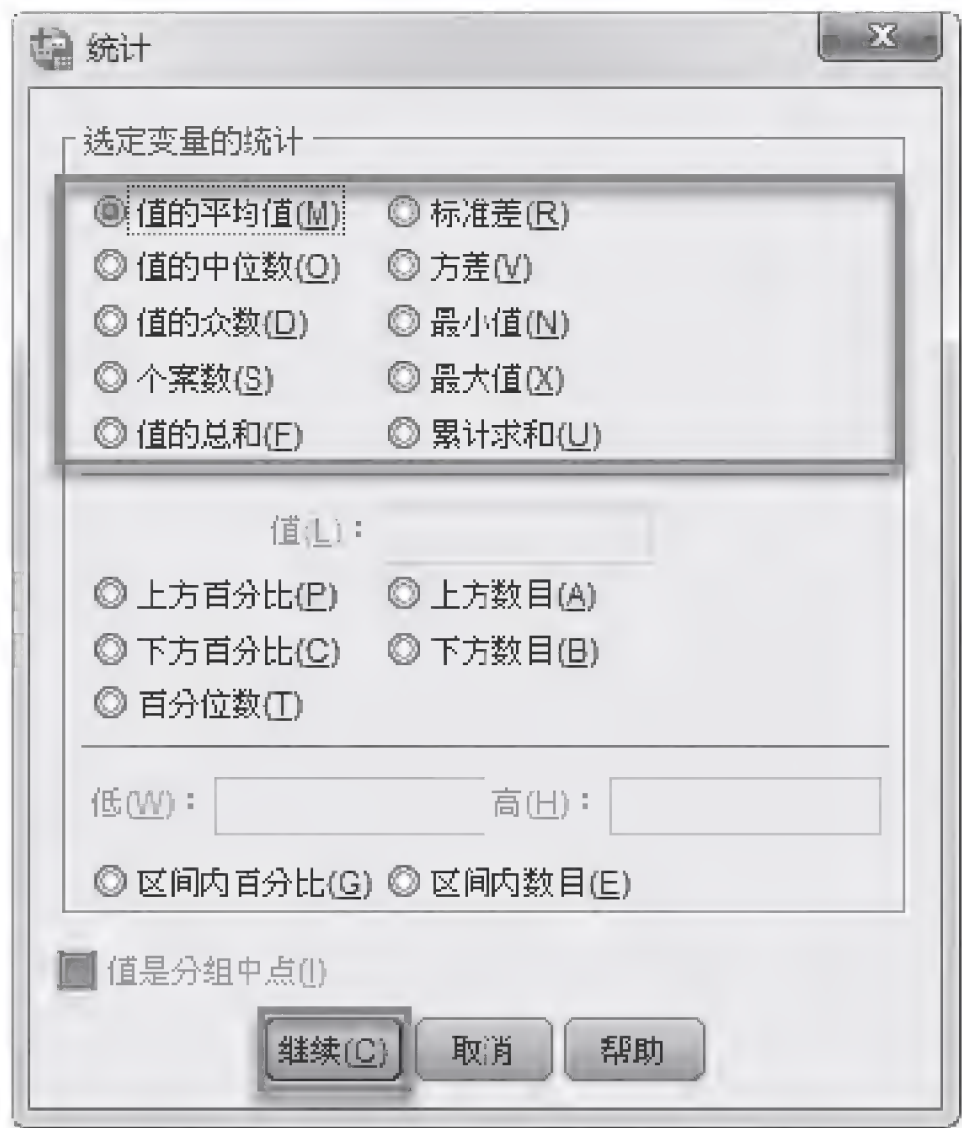 统计
选定变量的统计
值的平均值(M) 标准差(R)
值的中位数(O) 方差(V)
值的众数(D) 最小值(N)
个案数(S) 最大值(X)
值的总和(F) 累计求和(U)
值(L)：
上方百分比(P) 上方数目(A)
下方百分比(C) 下方数目(B)
百分位数(T)
低(W)： 高(H)：
区间内百分比(G) 区间内数目(E)
值是分组中点(I)
继续(C) 取消 帮助